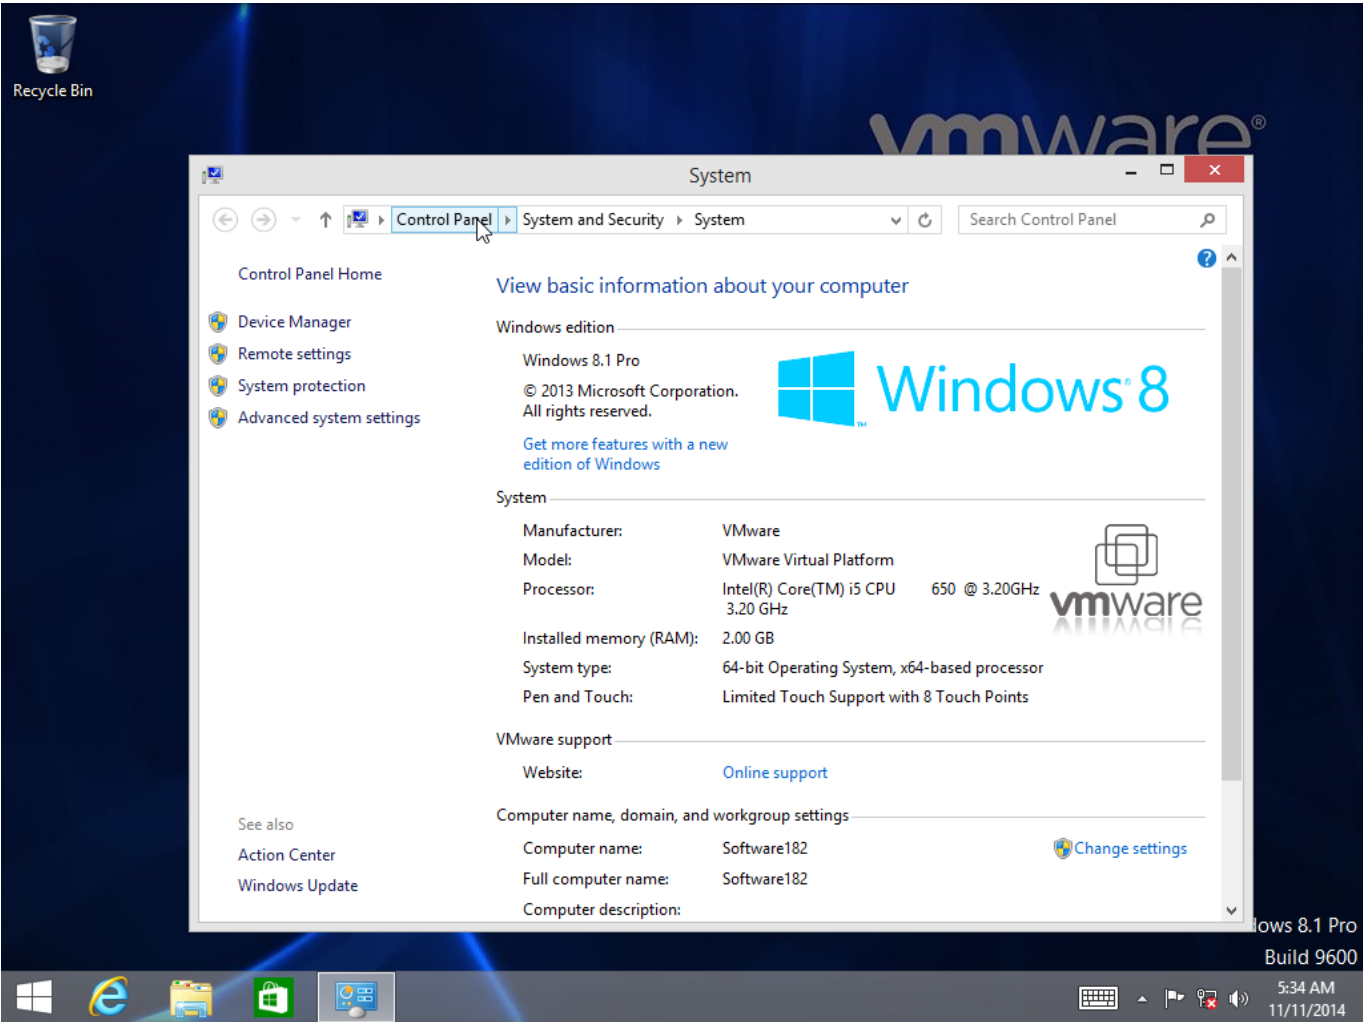 Recycle Bin
vmware®
System
Control Panel
System and Security
System
Search Control Panel
Control Panel Home
Device Manager
Remote settings
System protection
Advanced system settings
See also
Action Center
Windows Update
?
View basic information about your computer
Windows edition
Windows 8.1 Pro
© 2013 Microsoft Corporation.
All rights reserved.
Get more features with a new
edition of Windows
Windows® 8
TM
System
Manufacturer: VMware
Model: VMware Virtual Platform
Processor: Intel(R) Core(TM) i5 CPU 650 @ 3.20GHz
3.20 GHz
Installed memory (RAM): 2.00 GB
System type: 64-bit Operating System, x64-based processor
Pen and Touch: Limited Touch Support with 8 Touch Points
vmware
VMware support
Website: Online support
Computer name, domain, and workgroup settings
Computer name: Software182 Change settings
Full computer name: Software182
Computer description:
dows 8.1 Pro
Build 9600
5:34 AM
11/11/2014